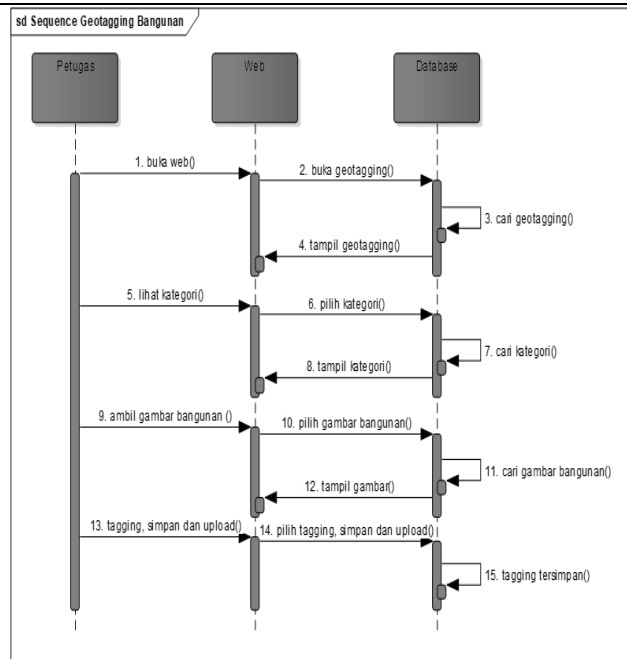 sd Sequence Geotagging Bangunan
Petugas
Web
Database
1. buka web()
2. buka geotagging()
3. cari geotagging()
4. tampil geotagging()
5. lihat kategori()
6. pilih kategori()
7. cari kategori()
8. tampil kategori()
9. ambil gambar bangunan ()
10. pilih gambar bangunan()
11. cari gambar bangunan()
12. tampil gambar()
13. tagging, simpan dan upload()
14. pilih tagging, simpan dan upload()
15. tagging tersimpan()